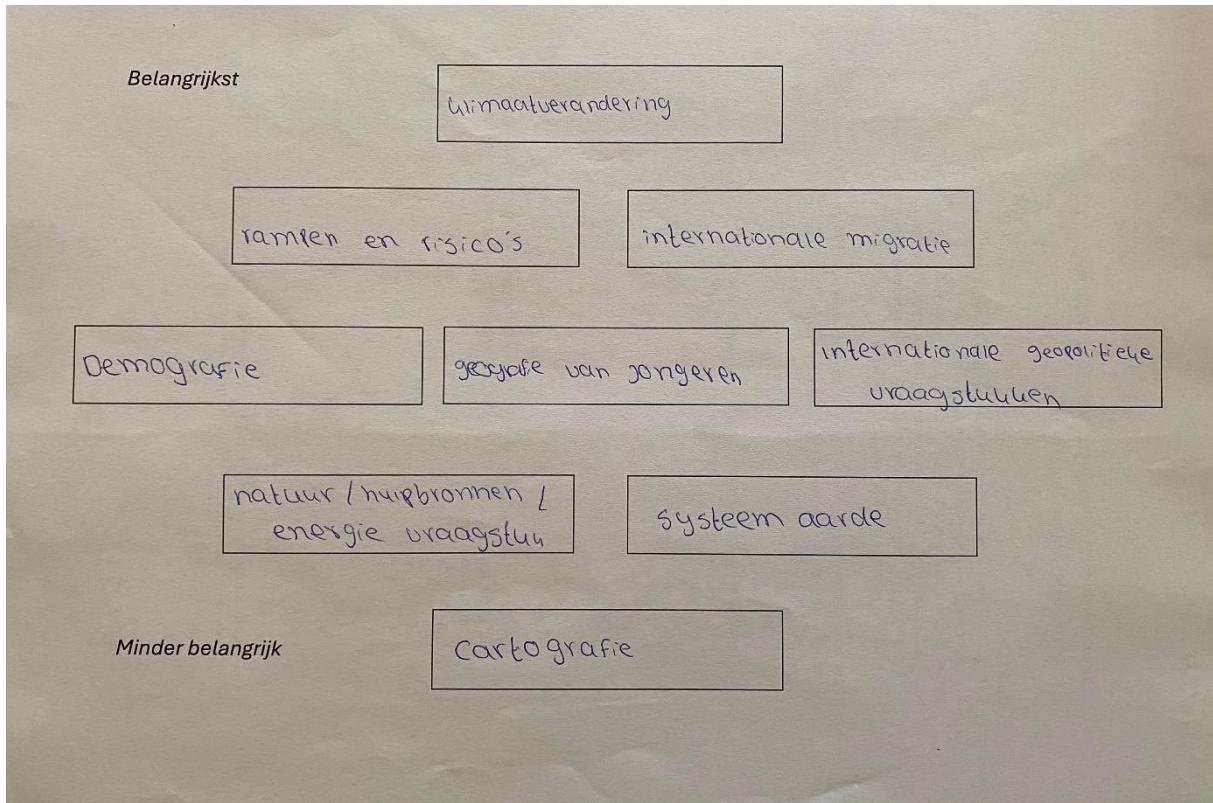 Belangrijkst
Klimaatverandering
rampen en risico's
internationale migratie
Demografie
geografie van jongeren
internationale geopolitieke
vraagstukken
natuur / hulpbronnen /
energie vraagstuk
systeem aarde
Minder belangrijk
Cartografie